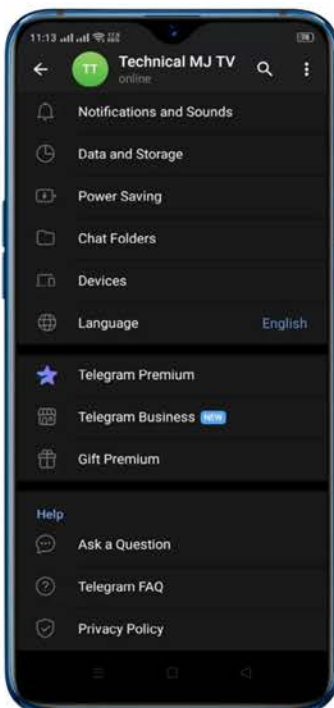 11:13
TT
Technical MJ TV
online
Notifications and Sounds
Data and Storage
Power Saving
Chat Folders
Devices
Language English
Telegram Premium
Telegram Business NEW
Gift Premium
Help
Ask a Question
Telegram FAQ
Privacy Policy